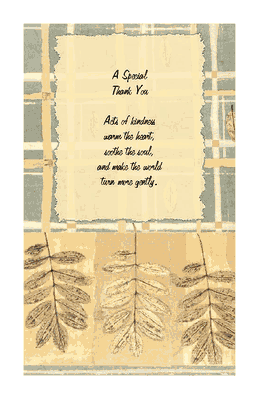 A Special
Thank You
Acts of kindness
warm the heart,
soothe the soul,
and make the world
turn more gently.